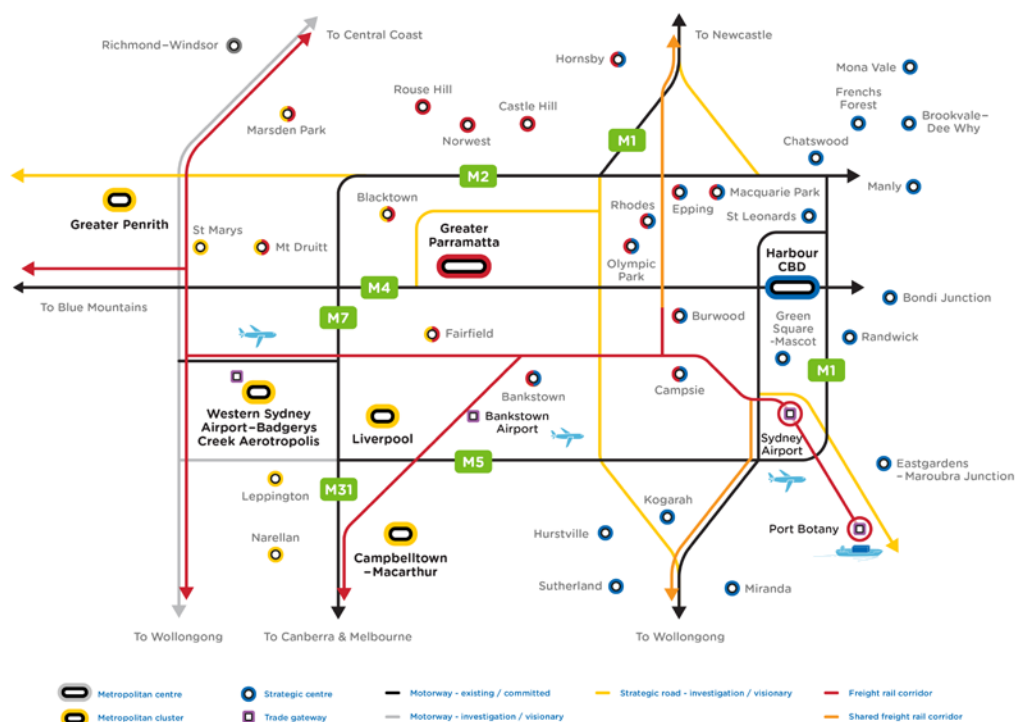 To Central Coast
To Newcastle
Richmond–Windsor
Hornsby
Mona Vale
Rouse Hill
Castle Hill
Frenchs
Forest
Marsden Park
Norwest
Brookvale–
Dee Why
M1
Chatswood
M2
Blacktown
Macquarie Park
Manly
Greater Penrith
Rhodes
Epping
St Leonards
St Marys
Mt Druitt
Greater
Parramatta
Olympic
Park
Harbour
CBD
To Blue Mountains
M4
Bondi Junction
M7
Fairfield
Burwood
Green
Square
-Mascot
Randwick
M1
Western Sydney
Airport–Badgerys
Creek Aerotropolis
Liverpool
Bankstown
Bankstown
Airport
Campsie
Sydney
Airport
M5
Eastgardens
–Maroubra Junction
Leppington
M31
Kogarah
Narellan
Campbelltown
–Macarthur
Hurstville
Port Botany
Sutherland
Miranda
To Wollongong
To Canberra & Melbourne
To Wollongong
Metropolitan centre
Strategic centre
Motorway - existing / committed
Strategic road - investigation / visionary
Freight rail corridor
Metropolitan cluster
Trade gateway
Motorway - investigation / visionary
Shared freight rail corridor